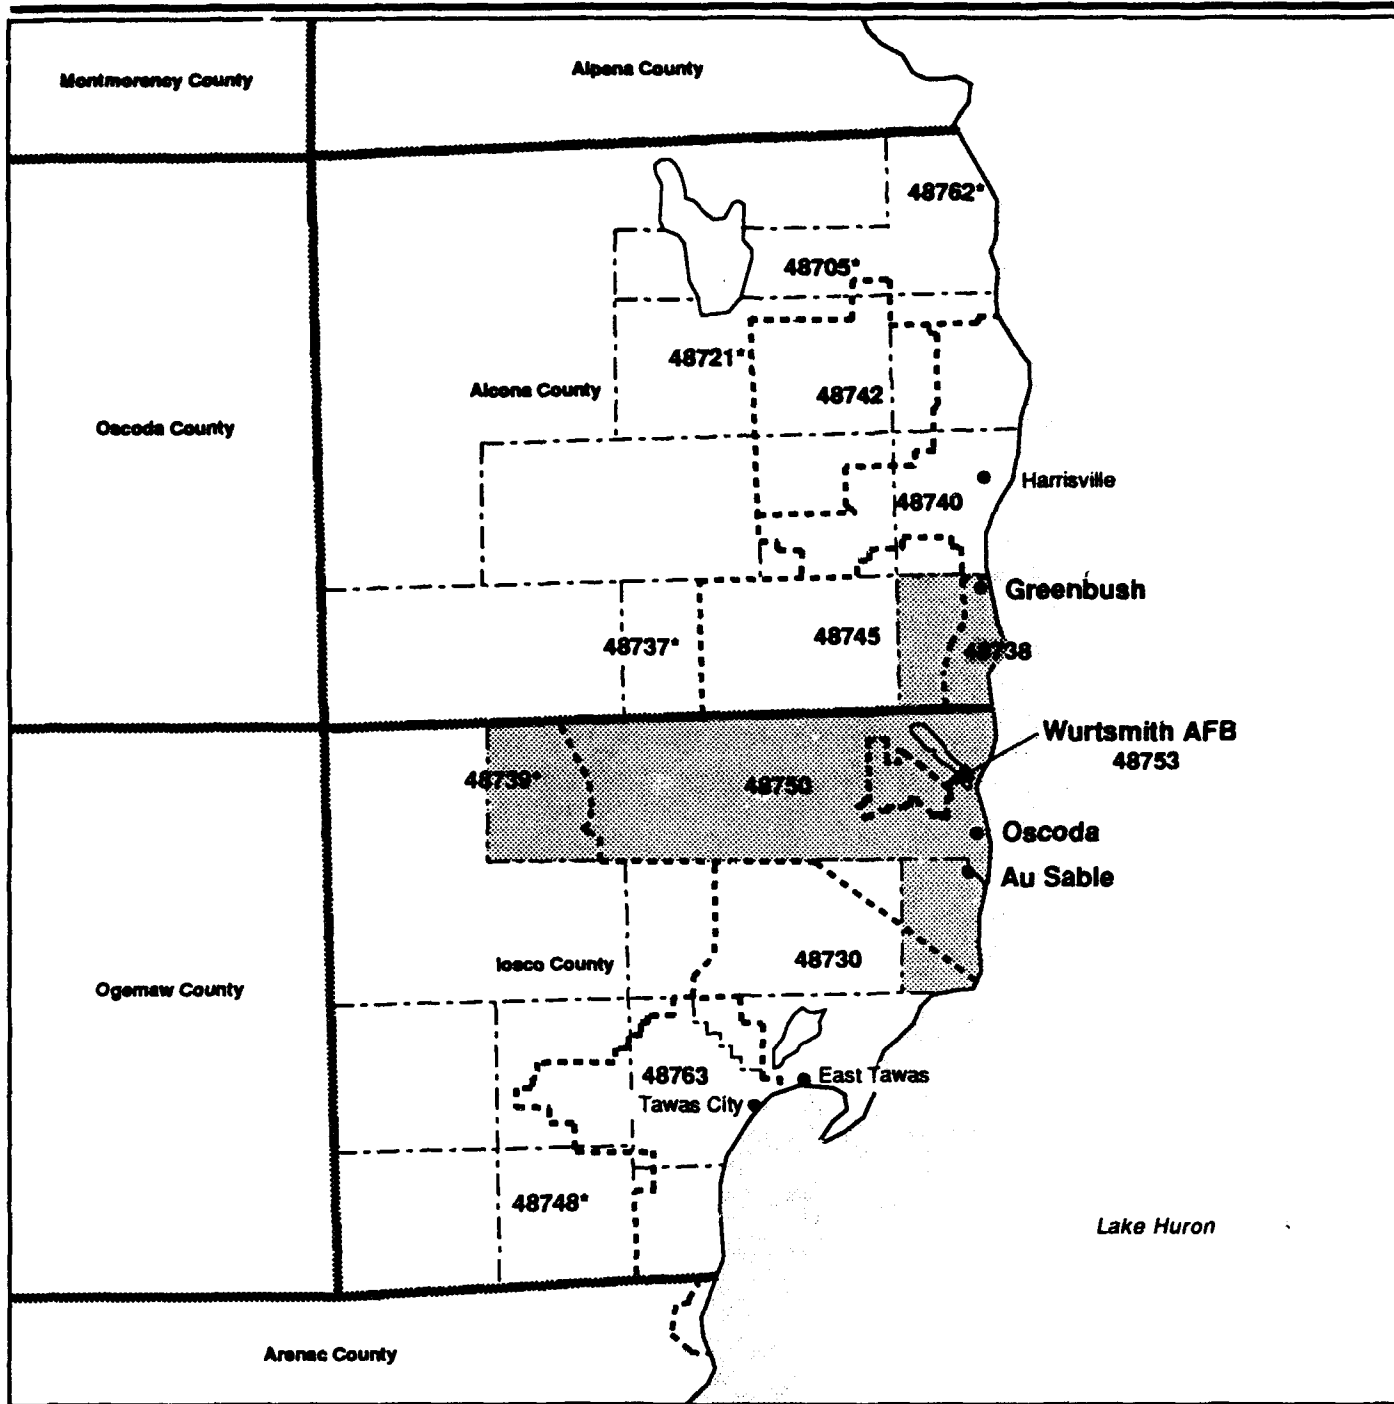 Montmorency County
Alpena County
48762*
48705*
48721*
Alcona County
48742
Oscoda County
Harrisville
48740
Greenbush
48737*
48745
48738
Wurtsmith AFB
48753
48739*
48750
Oscoda
Au Sable
48730
Iosco County
Ogemaw County
48763
East Tawas
Tawas City
48748*
Lake Huron
Arenac County